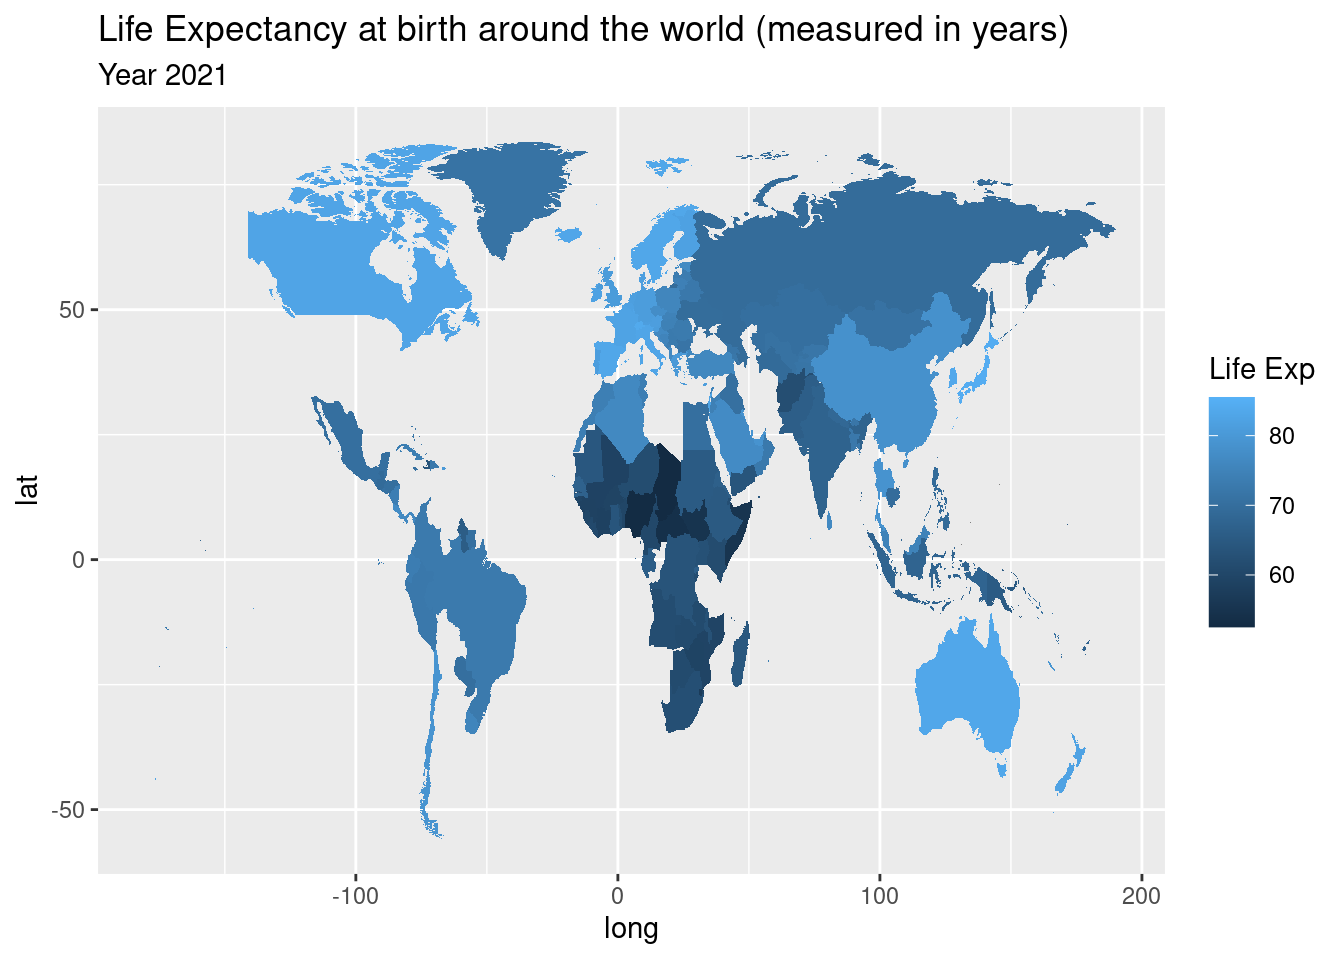 Life Expectancy at birth around the world (measured in years)
Year 2021
lat
50
0
-50
-100
0
100
200
long
Life Exp
80
70
60